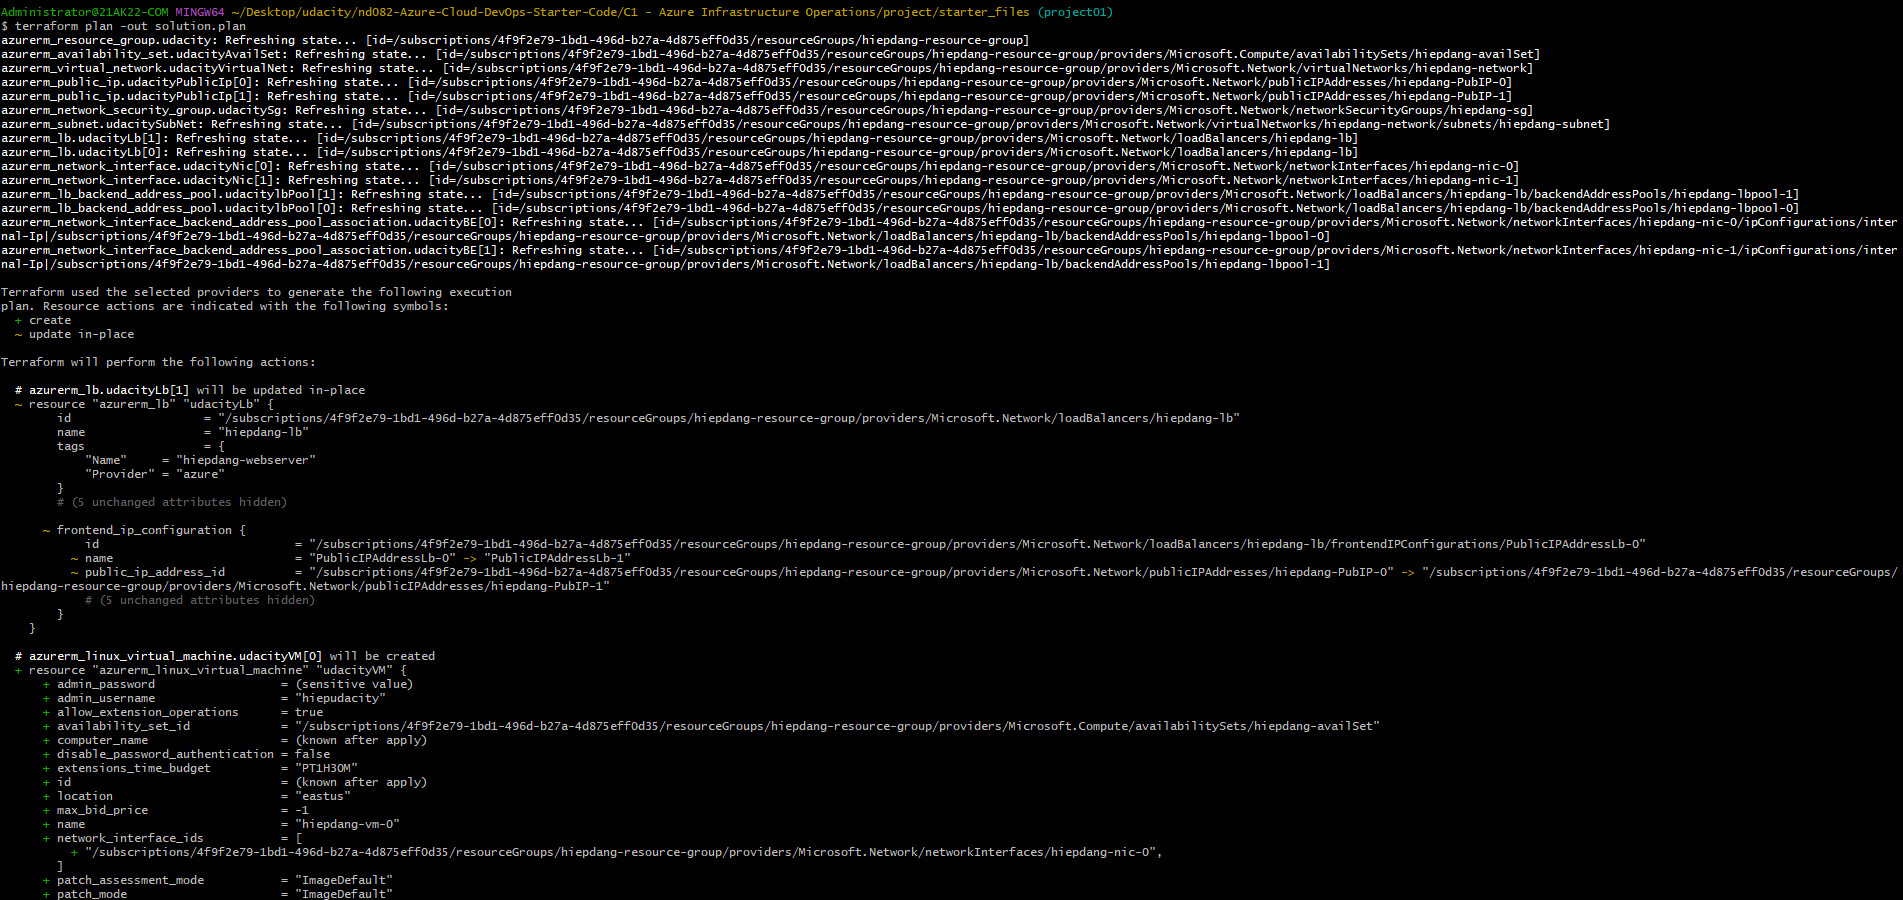 Administrator@21AK22-COM MINGW64 ~/Desktop/udacity/nd082-Azure-Cloud-DevOps-Starter-Code/C1 - Azure Infrastructure Operations/project/starter_files (project01)
$ terraform plan -out solution.plan
azurerm_resource_group.udacity: Refreshing state... [id=/subscriptions/4f9f2e79-1bd1-496d-b27a-4d875eff0d35/resourceGroups/hiepdang-resource-group]
azurerm_availability_set.udacityAvailSet: Refreshing state... [id=/subscriptions/4f9f2e79-1bd1-496d-b27a-4d875eff0d35/resourceGroups/hiepdang-resource-group/providers/Microsoft.Compute/availabilitySets/hiepdang-availSet]
azurerm_virtual_network.udacityVirtualNet: Refreshing state... [id=/subscriptions/4f9f2e79-1bd1-496d-b27a-4d875eff0d35/resourceGroups/hiepdang-resource-group/providers/Microsoft.Network/virtualNetworks/hiepdang-network]
azurerm_public_ip.udacityPublicIp[0]: Refreshing state... [id=/subscriptions/4f9f2e79-1bd1-496d-b27a-4d875eff0d35/resourceGroups/hiepdang-resource-group/providers/Microsoft.Network/publicIPAddresses/hiepdang-PubIP-0]
azurerm_public_ip.udacityPublicIp[1]: Refreshing state... [id=/subscriptions/4f9f2e79-1bd1-496d-b27a-4d875eff0d35/resourceGroups/hiepdang-resource-group/providers/Microsoft.Network/publicIPAddresses/hiepdang-PubIP-1]
azurerm_network_security_group.udacitySg: Refreshing state... [id=/subscriptions/4f9f2e79-1bd1-496d-b27a-4d875eff0d35/resourceGroups/hiepdang-resource-group/providers/Microsoft.Network/networkSecurityGroups/hiepdang-sg]
azurerm_subnet.udacitySubNet: Refreshing state... [id=/subscriptions/4f9f2e79-1bd1-496d-b27a-4d875eff0d35/resourceGroups/hiepdang-resource-group/providers/Microsoft.Network/virtualNetworks/hiepdang-network/subnets/hiepdang-subnet]
azurerm_lb.udacityLb[1]: Refreshing state... [id=/subscriptions/4f9f2e79-1bd1-496d-b27a-4d875eff0d35/resourceGroups/hiepdang-resource-group/providers/Microsoft.Network/loadBalancers/hiepdang-lb]
azurerm_lb.udacityLb[0]: Refreshing state... [id=/subscriptions/4f9f2e79-1bd1-496d-b27a-4d875eff0d35/resourceGroups/hiepdang-resource-group/providers/Microsoft.Network/loadBalancers/hiepdang-lb]
azurerm_network_interface.udacityNic[0]: Refreshing state... [id=/subscriptions/4f9f2e79-1bd1-496d-b27a-4d875eff0d35/resourceGroups/hiepdang-resource-group/providers/Microsoft.Network/networkInterfaces/hiepdang-nic-0]
azurerm_network_interface.udacityNic[1]: Refreshing state... [id=/subscriptions/4f9f2e79-1bd1-496d-b27a-4d875eff0d35/resourceGroups/hiepdang-resource-group/providers/Microsoft.Network/networkInterfaces/hiepdang-nic-1]
azurerm_lb_backend_address_pool.udacitylbPool[1]: Refreshing state... [id=/subscriptions/4f9f2e79-1bd1-496d-b27a-4d875eff0d35/resourceGroups/hiepdang-resource-group/providers/Microsoft.Network/loadBalancers/hiepdang-lb/backendAddressPools/hiepdang-lbpool-1]
azurerm_lb_backend_address_pool.udacitylbPool[0]: Refreshing state... [id=/subscriptions/4f9f2e79-1bd1-496d-b27a-4d875eff0d35/resourceGroups/hiepdang-resource-group/providers/Microsoft.Network/loadBalancers/hiepdang-lb/backendAddressPools/hiepdang-lbpool-0]
azurerm_network_interface_backend_address_pool_association.udacityBE[0]: Refreshing state... [id=/subscriptions/4f9f2e79-1bd1-496d-b27a-4d875eff0d35/resourceGroups/hiepdang-resource-group/providers/Microsoft.Network/networkInterfaces/hiepdang-nic-0/ipConfigurations/inter
nal-Ip|/subscriptions/4f9f2e79-1bd1-496d-b27a-4d875eff0d35/resourceGroups/hiepdang-resource-group/providers/Microsoft.Network/loadBalancers/hiepdang-lb/backendAddressPools/hiepdang-lbpool-0]
azurerm_network_interface_backend_address_pool_association.udacityBE[1]: Refreshing state... [id=/subscriptions/4f9f2e79-1bd1-496d-b27a-4d875eff0d35/resourceGroups/hiepdang-resource-group/providers/Microsoft.Network/networkInterfaces/hiepdang-nic-1/ipConfigurations/inter
nal-Ip|/subscriptions/4f9f2e79-1bd1-496d-b27a-4d875eff0d35/resourceGroups/hiepdang-resource-group/providers/Microsoft.Network/loadBalancers/hiepdang-lb/backendAddressPools/hiepdang-lbpool-1]
Terraform used the selected providers to generate the following execution
plan. Resource actions are indicated with the following symbols:
+ create
~ update in-place
Terraform will perform the following actions:
# azurerm_lb.udacityLb[1] will be updated in-place
~ resource "azurerm_lb" "udacityLb" {
id = "/subscriptions/4f9f2e79-1bd1-496d-b27a-4d875eff0d35/resourceGroups/hiepdang-resource-group/providers/Microsoft.Network/loadBalancers/hiepdang-lb"
name = "hiepdang-lb"
tags = {
"Name" = "hiepdang-webserver"
"Provider" = "azure"
}
# (5 unchanged attributes hidden)
~ frontend_ip_configuration {
id = "/subscriptions/4f9f2e79-1bd1-496d-b27a-4d875eff0d35/resourceGroups/hiepdang-resource-group/providers/Microsoft.Network/loadBalancers/hiepdang-lb/frontendIPConfigurations/PublicIPAddressLb-0"
~ name = "PublicIPAddressLb-0" -> "PublicIPAddressLb-1"
~ public_ip_address_id = "/subscriptions/4f9f2e79-1bd1-496d-b27a-4d875eff0d35/resourceGroups/hiepdang-resource-group/providers/Microsoft.Network/publicIPAddresses/hiepdang-PubIP-0" -> "/subscriptions/4f9f2e79-1bd1-496d-b27a-4d875eff0d35/resourceGroups/
hiepdang-resource-group/providers/Microsoft.Network/publicIPAddresses/hiepdang-PubIP-1"
# (5 unchanged attributes hidden)
}
}
# azurerm_linux_virtual_machine.udacityVM[0] will be created
+ resource "azurerm_linux_virtual_machine" "udacityVM" {
+ admin_password = (sensitive value)
+ admin_username = "hiepudacity"
+ allow_extension_operations = true
+ availability_set_id = "/subscriptions/4f9f2e79-1bd1-496d-b27a-4d875eff0d35/resourceGroups/hiepdang-resource-group/providers/Microsoft.Compute/availabilitySets/hiepdang-availSet"
+ computer_name = (known after apply)
+ disable_password_authentication = false
+ extensions_time_budget = "PT1H30M"
+ id = (known after apply)
+ location = "eastus"
+ max_bid_price = -1
+ name = "hiepdang-vm-0"
+ network_interface_ids = [
+ "/subscriptions/4f9f2e79-1bd1-496d-b27a-4d875eff0d35/resourceGroups/hiepdang-resource-group/providers/Microsoft.Network/networkInterfaces/hiepdang-nic-0",
]
+ patch_assessment_mode = "ImageDefault"
+ patch_mode = "ImageDefault"